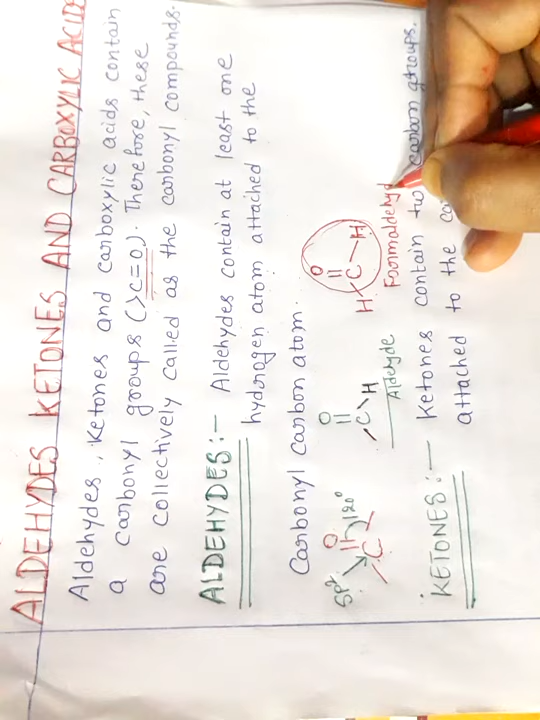 ALDEHYDES KETONES AND CARBOXYLIC ACIDS
Aldehydes, Ketones and carboxylic acids contain
a carbonyl groups (>C=O). Therefore, these
are collectively called as the carbonyl compounds.
ALDEHYDES:- Aldehydes contain at least one
hydrogen atom attached to the
Carbonyl carbon atom.
SP² O 120° C
O C H Aldehyde
O H C H Formaldehyd
KETONES:- Ketones contain carbon groups.
attached to the